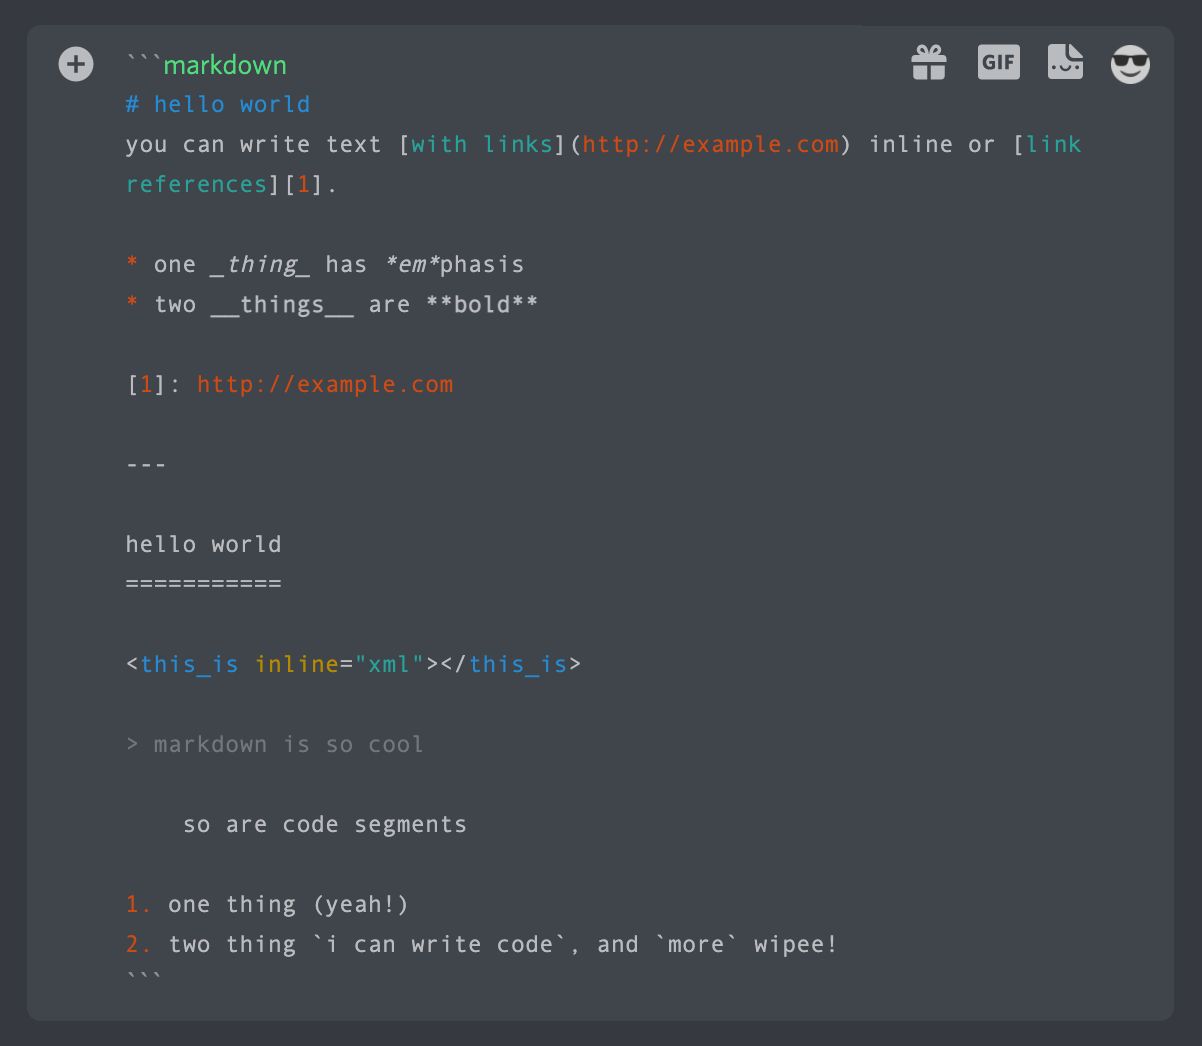 ```markdown
GIF
# hello world
you can write text [with links](http://example.com) inline or [link
references][1].
* one _thing_ has *em*phasis
* two __things__ are **bold**
[1]: http://example.com
---
hello world
===========
<this_is inline="xml"></this_is>
> markdown is so cool
    so are code segments
1. one thing (yeah!)
2. two thing `i can write code`, and `more` wipee!
```